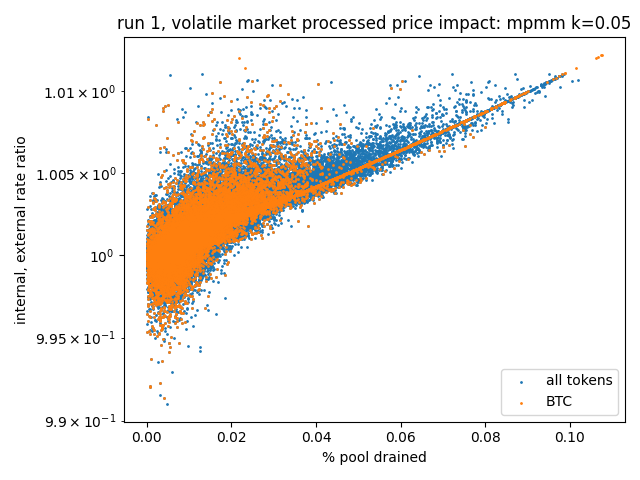 run 1, volatile market processed price impact: mpmm k=0.05
internal, external rate ratio
1.01 × 10⁰
1.005 × 10⁰
10⁰
9.95 × 10⁻¹
9.9 × 10⁻¹
all tokens
BTC
0.00 0.02 0.04 0.06 0.08 0.10
% pool drained